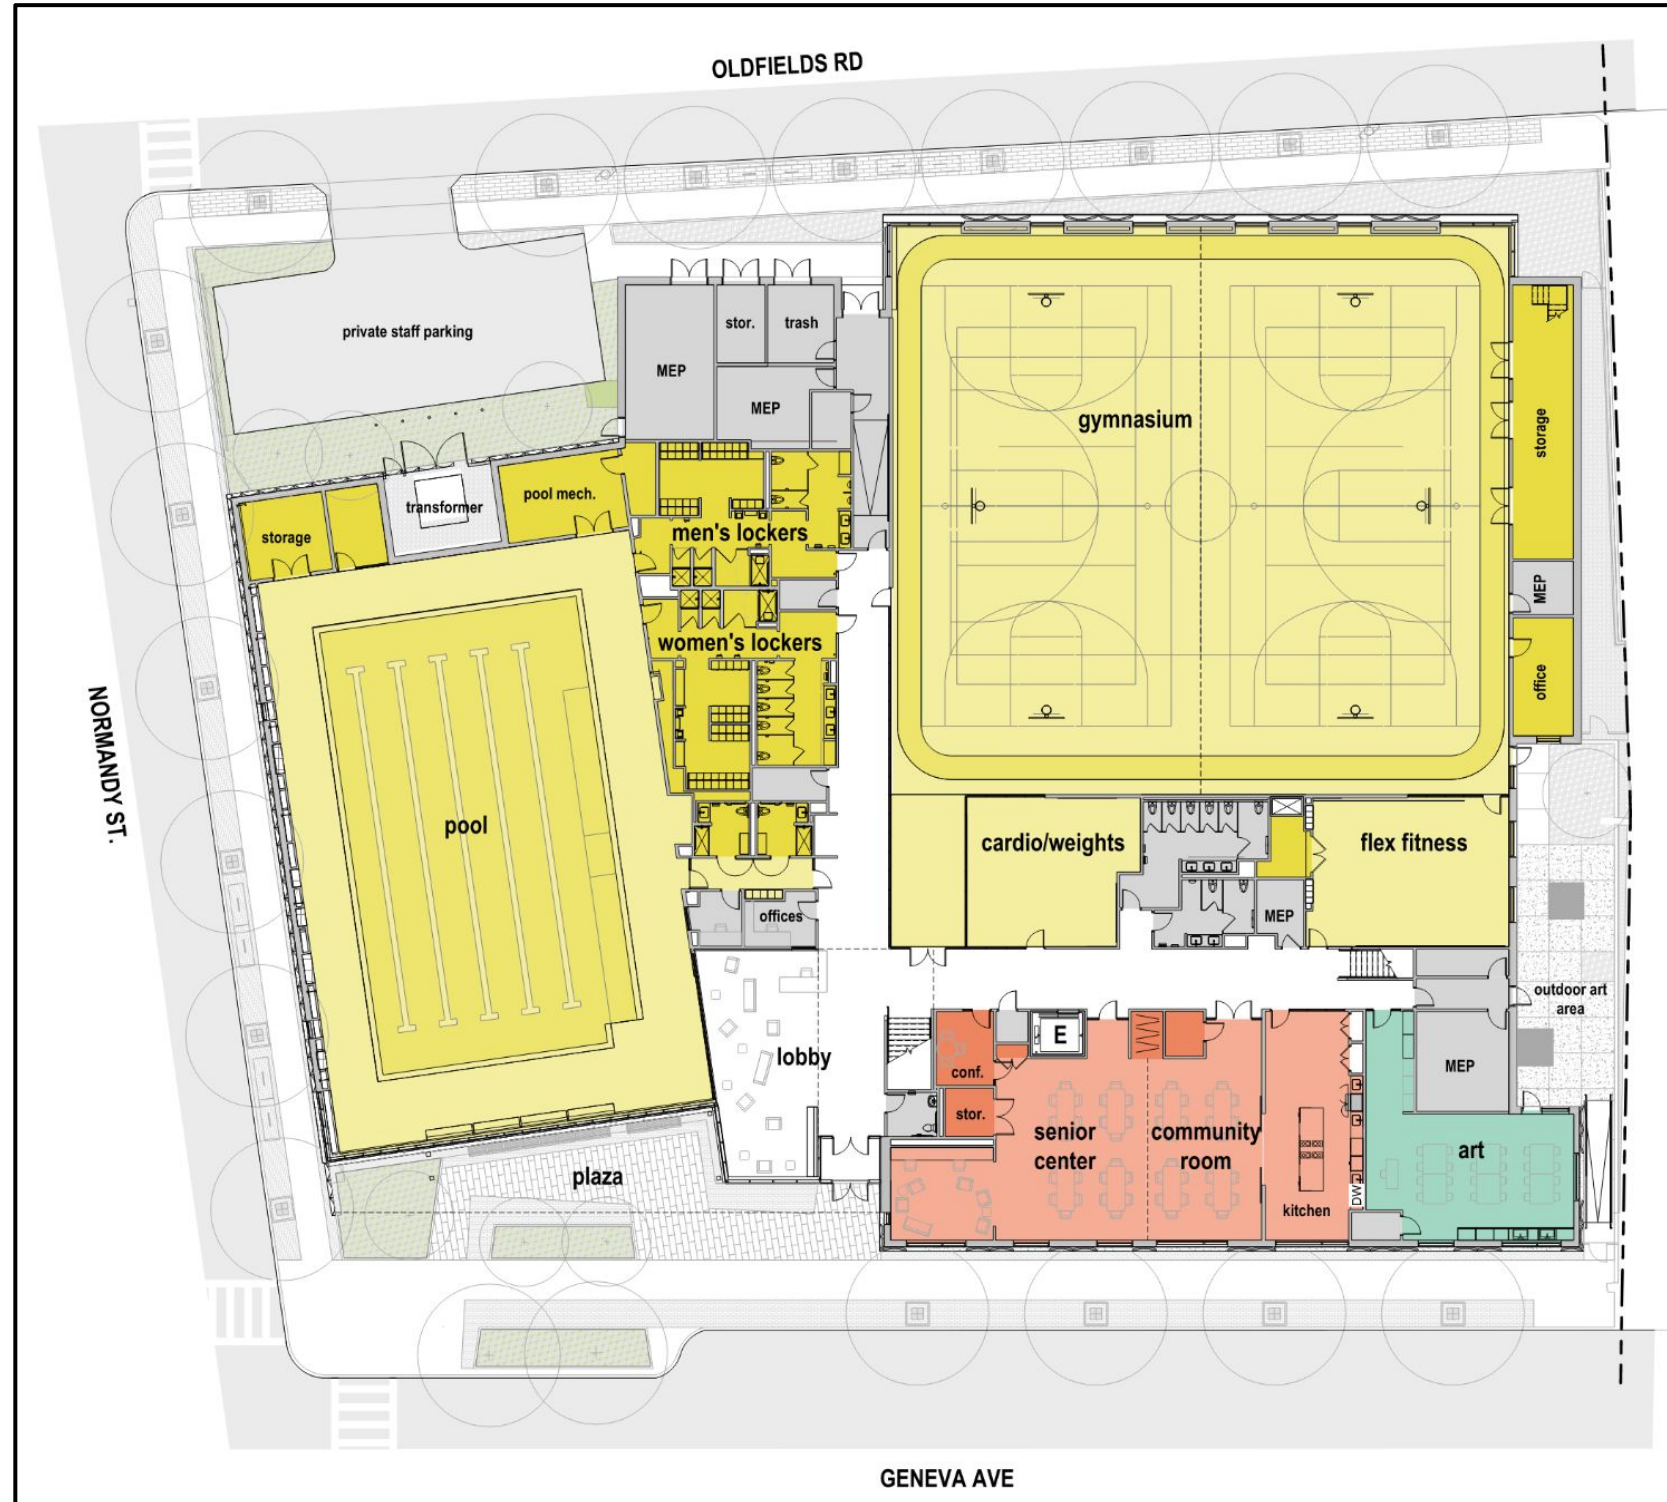 OLDFIELDS RD
private staff parking
stor.
trash
MEP
MEP
gymnasium
storage
transformer
pool mech.
storage
men's lockers
MEP
women's lockers
office
NORMANDY ST.
pool
cardio/weights
flex fitness
offices
MEP
outdoor art
area
lobby
E
conf.
MEP
stor.
senior
center
community
room
art
plaza
kitchen
DW
GENEVA AVE